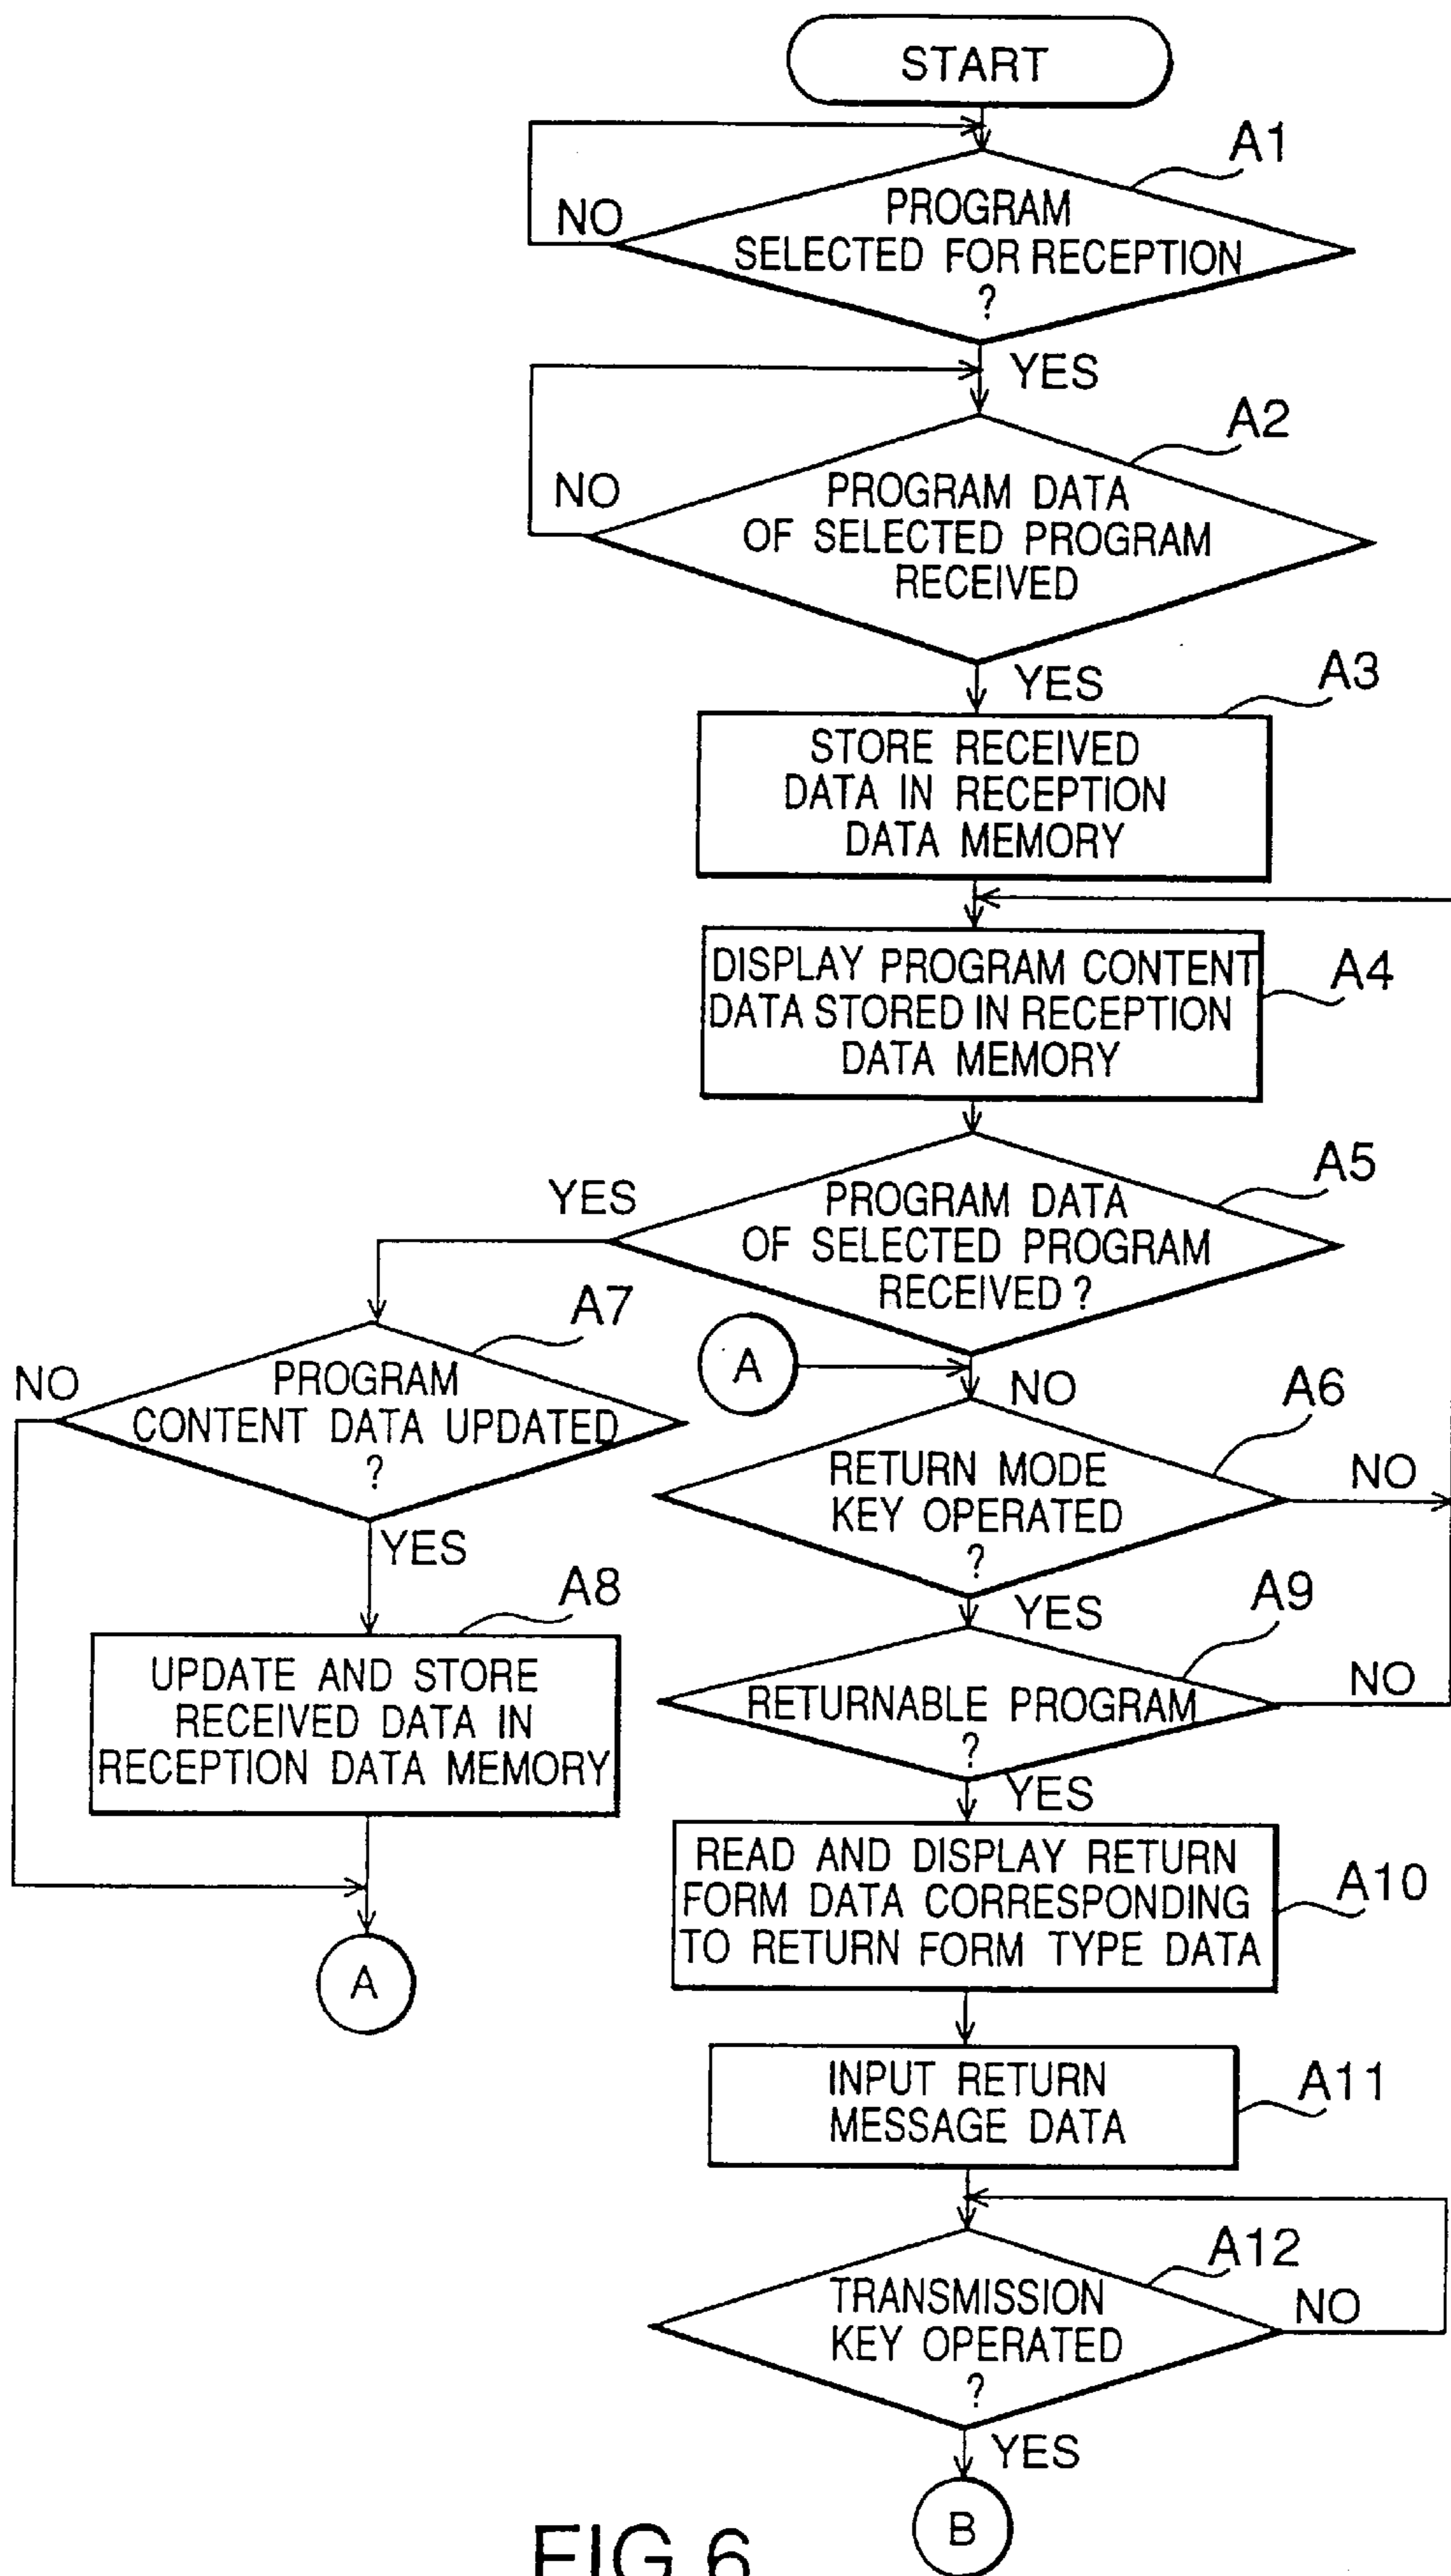 START
A1
NO
PROGRAM
SELECTED FOR RECEPTION
?
YES
A2
NO
PROGRAM DATA
OF SELECTED PROGRAM
RECEIVED
YES
A3
STORE RECEIVED
DATA IN RECEPTION
DATA MEMORY
DISPLAY PROGRAM CONTENT
DATA STORED IN RECEPTION
DATA MEMORY
A4
A5
YES
PROGRAM DATA
OF SELECTED PROGRAM
RECEIVED ?
A7
NO
PROGRAM
CONTENT DATA UPDATED
?
YES
A8
UPDATE AND STORE
RECEIVED DATA IN
RECEPTION DATA MEMORY
A
A
NO
A6
RETURN MODE
KEY OPERATED
?
NO
YES
A9
RETURNABLE PROGRAM
?
NO
YES
READ AND DISPLAY RETURN
FORM DATA CORRESPONDING
TO RETURN FORM TYPE DATA
A10
INPUT RETURN
MESSAGE DATA
A11
A12
TRANSMISSION
KEY OPERATED
?
NO
YES
B
FIG.6